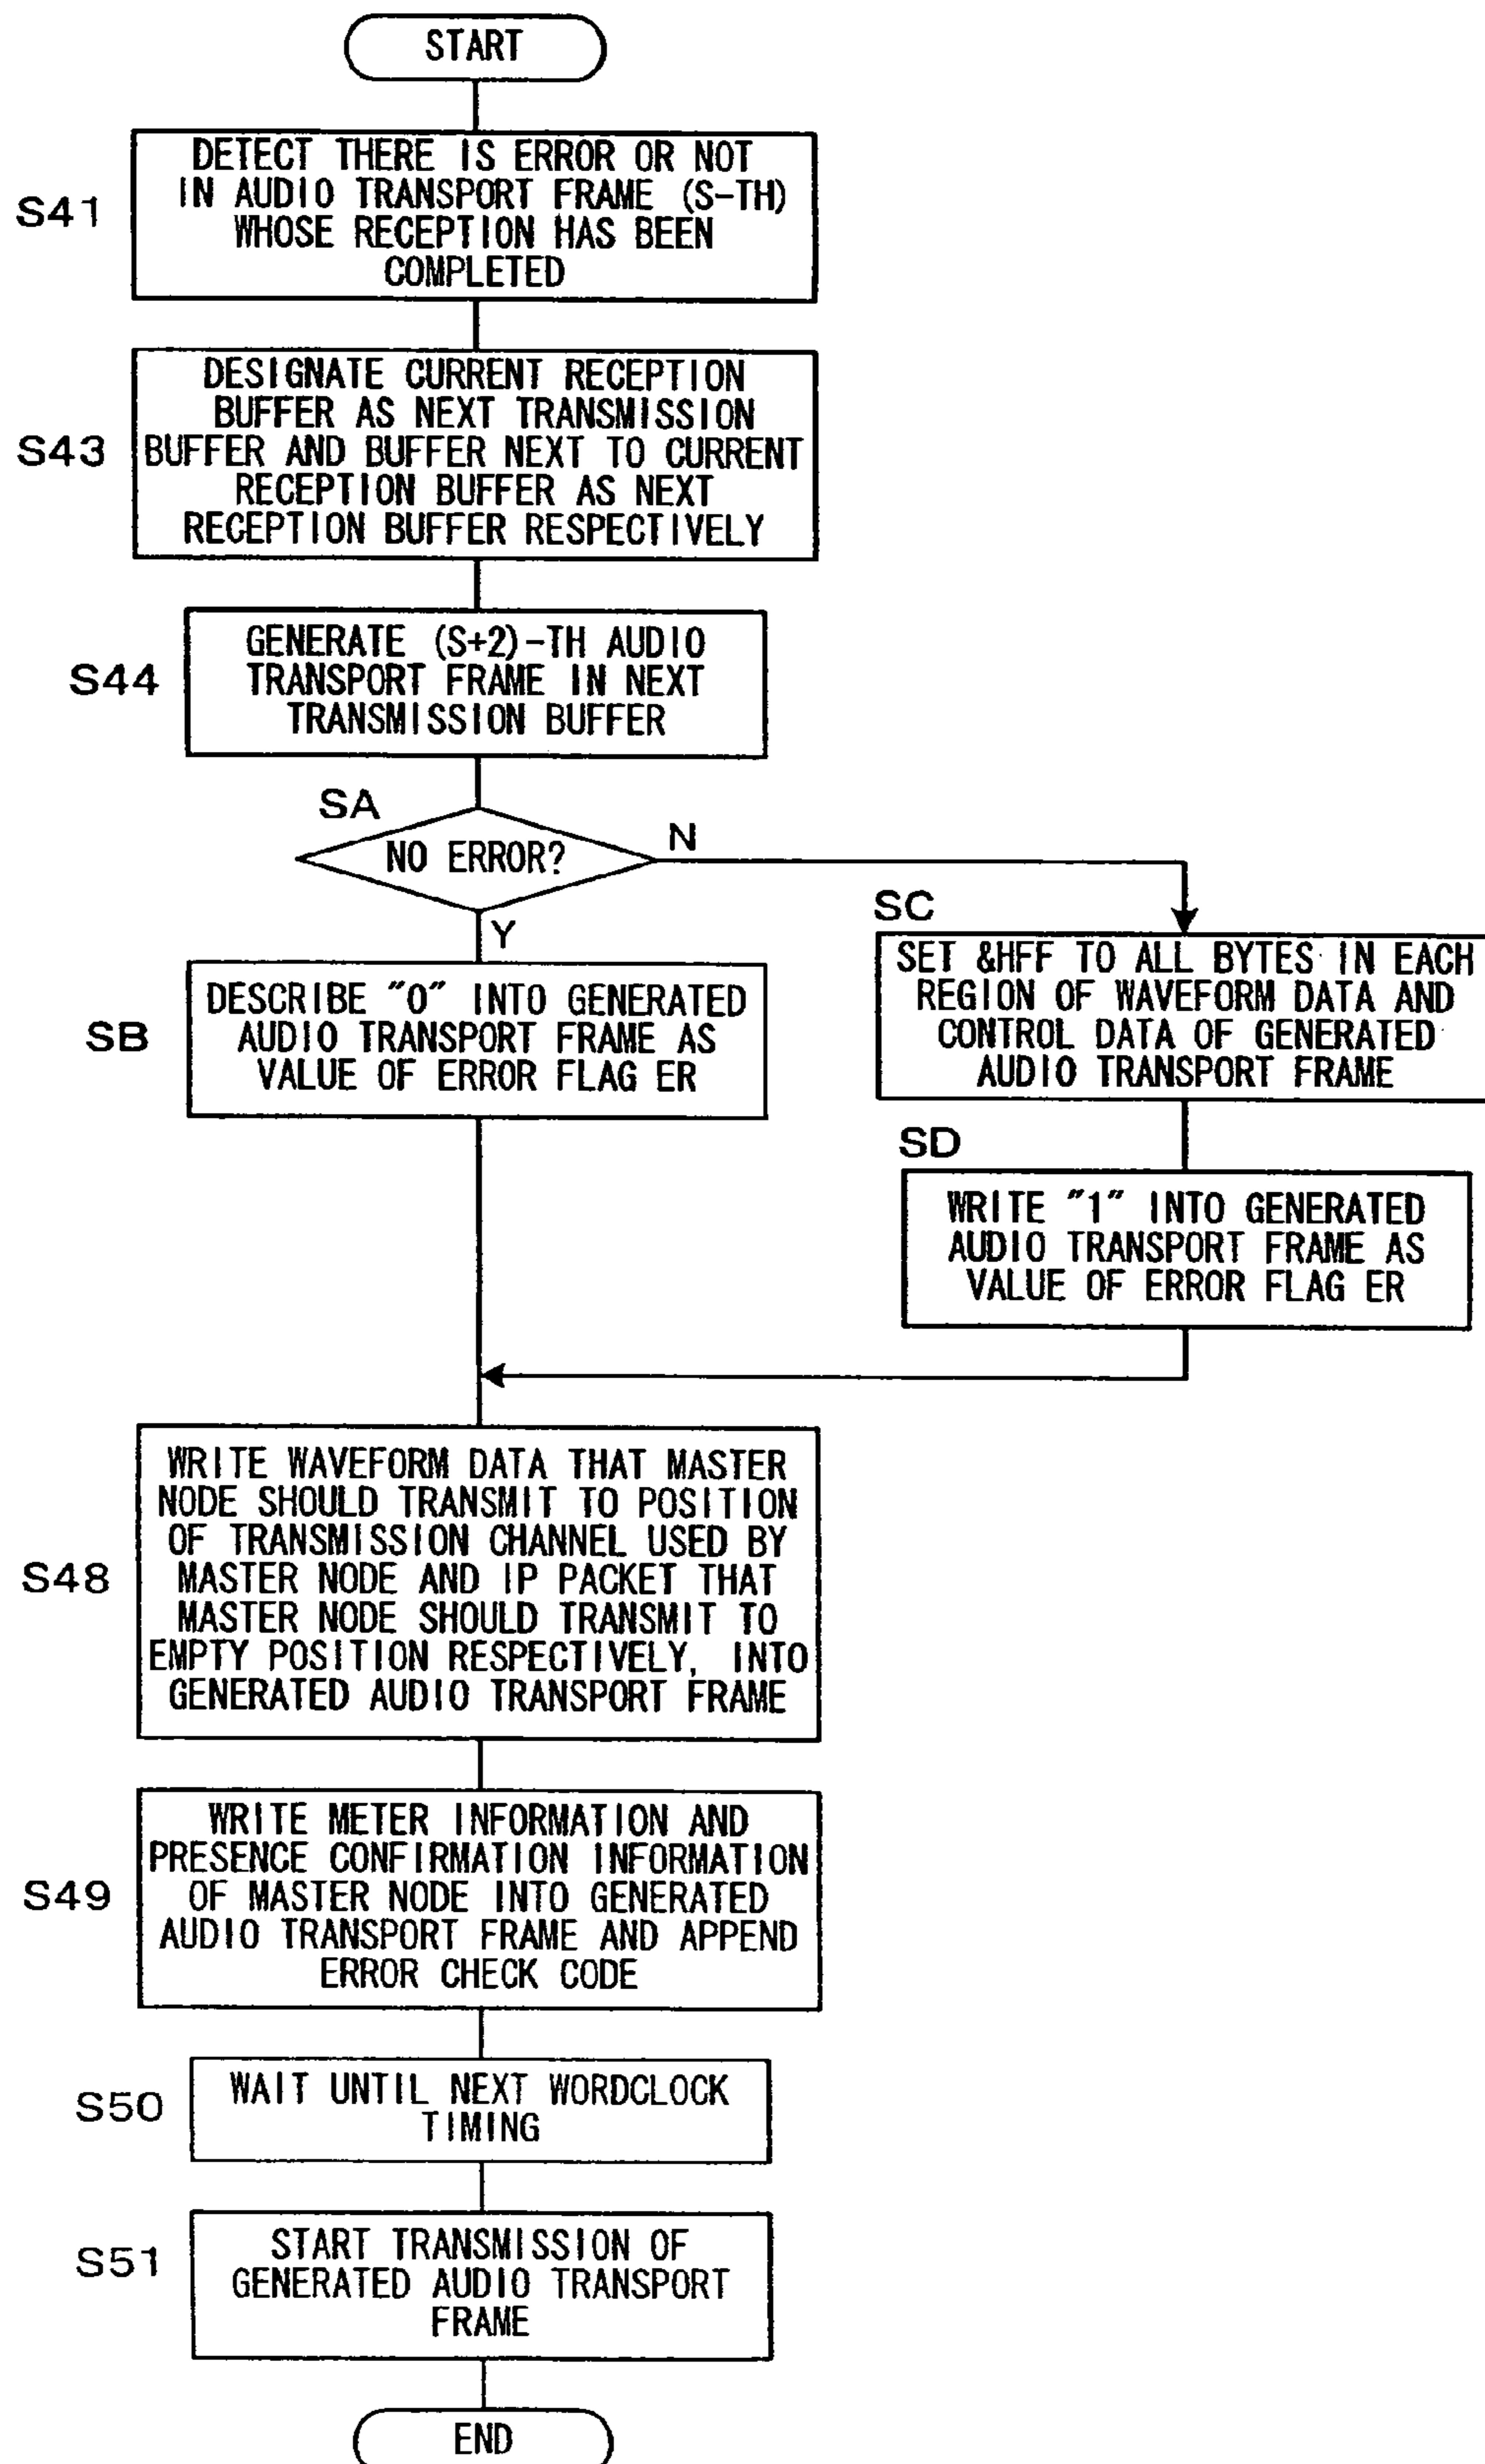 START
S41
DETECT THERE IS ERROR OR NOT
IN AUDIO TRANSPORT FRAME (S-TH)
WHOSE RECEPTION HAS BEEN
COMPLETED
S43
DESIGNATE CURRENT RECEPTION
BUFFER AS NEXT TRANSMISSION
BUFFER AND BUFFER NEXT TO CURRENT
RECEPTION BUFFER AS NEXT
RECEPTION BUFFER RESPECTIVELY
S44
GENERATE (S+2)-TH AUDIO
TRANSPORT FRAME IN NEXT
TRANSMISSION BUFFER
SA
NO ERROR?
N
Y
SB
DESCRIBE "0" INTO GENERATED
AUDIO TRANSPORT FRAME AS
VALUE OF ERROR FLAG ER
SC
SET &HFF TO ALL BYTES IN EACH
REGION OF WAVEFORM DATA AND
CONTROL DATA OF GENERATED
AUDIO TRANSPORT FRAME
SD
WRITE "1" INTO GENERATED
AUDIO TRANSPORT FRAME AS
VALUE OF ERROR FLAG ER
S48
WRITE WAVEFORM DATA THAT MASTER
NODE SHOULD TRANSMIT TO POSITION
OF TRANSMISSION CHANNEL USED BY
MASTER NODE AND IP PACKET THAT
MASTER NODE SHOULD TRANSMIT TO
EMPTY POSITION RESPECTIVELY, INTO
GENERATED AUDIO TRANSPORT FRAME
S49
WRITE METER INFORMATION AND
PRESENCE CONFIRMATION INFORMATION
OF MASTER NODE INTO GENERATED
AUDIO TRANSPORT FRAME AND APPEND
ERROR CHECK CODE
S50
WAIT UNTIL NEXT WORDCLOCK
TIMING
S51
START TRANSMISSION OF
GENERATED AUDIO TRANSPORT
FRAME
END